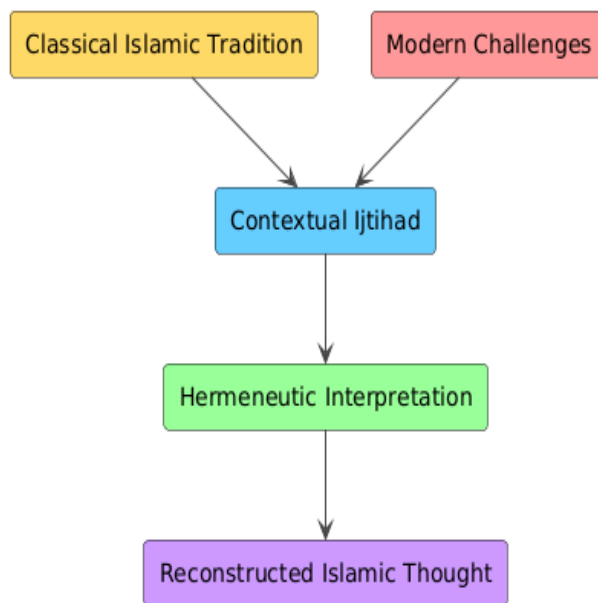 Classical Islamic Tradition
Modern Challenges
Contextual Ijtihad
Hermeneutic Interpretation
Reconstructed Islamic Thought